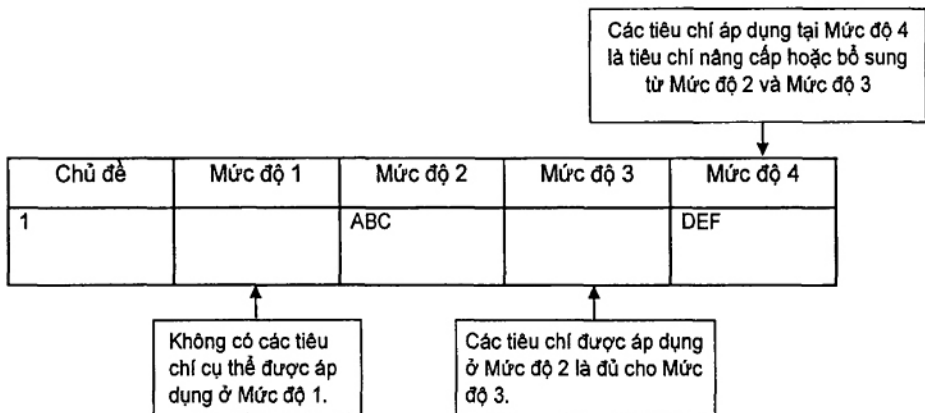 Các tiêu chí áp dụng tại Mức độ 4
là tiêu chí nâng cấp hoặc bổ sung
từ Mức độ 2 và Mức độ 3
Chủ đề Mức độ 1 Mức độ 2 Mức độ 3 Mức độ 4
1 ABC DEF
Không có các tiêu
chí cụ thể được áp
dụng ở Mức độ 1.
Các tiêu chí được áp dụng
ở Mức độ 2 là đủ cho Mức
độ 3.